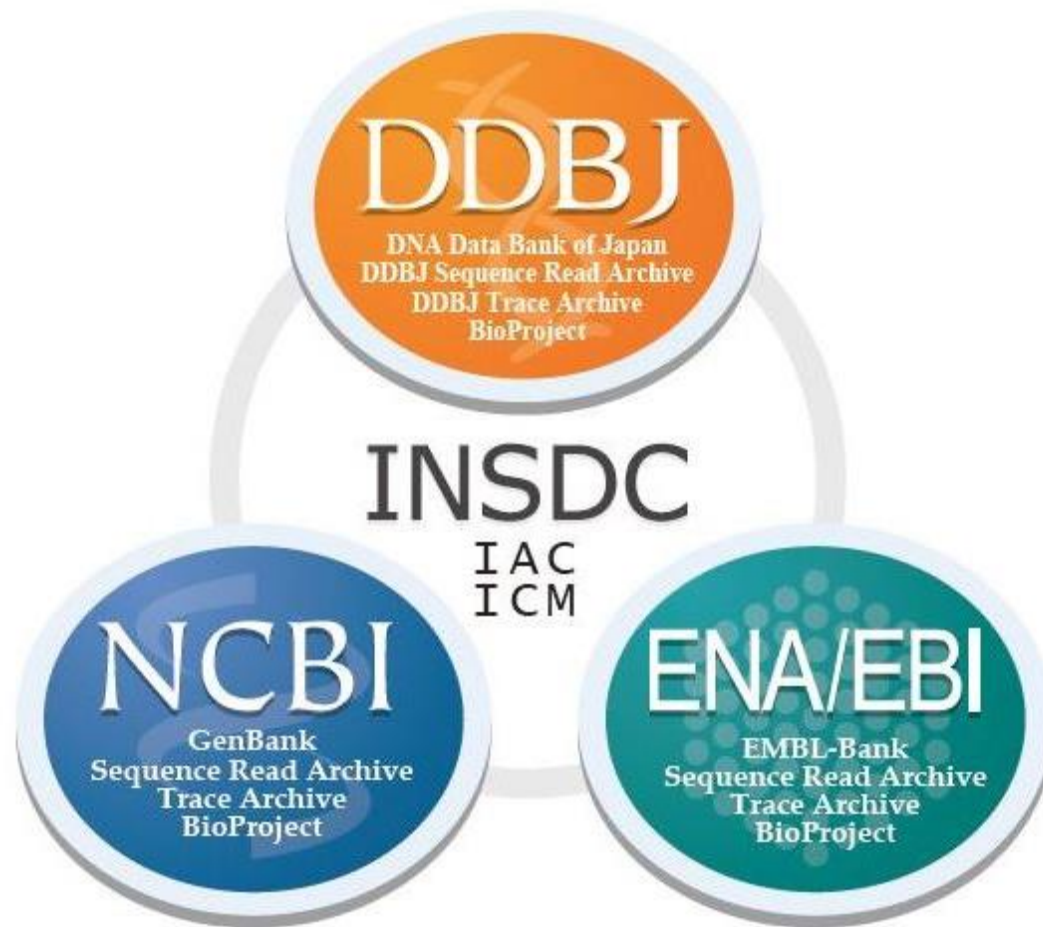 DDBJ
DNA Data Bank of Japan
DDBJ Sequence Read Archive
DDBJ Trace Archive
BioProject
INSDC
IAC
ICM
NCBI
GenBank
Sequence Read Archive
Trace Archive
BioProject
ENA/EBI
EMBL-Bank
Sequence Read Archive
Trace Archive
BioProject